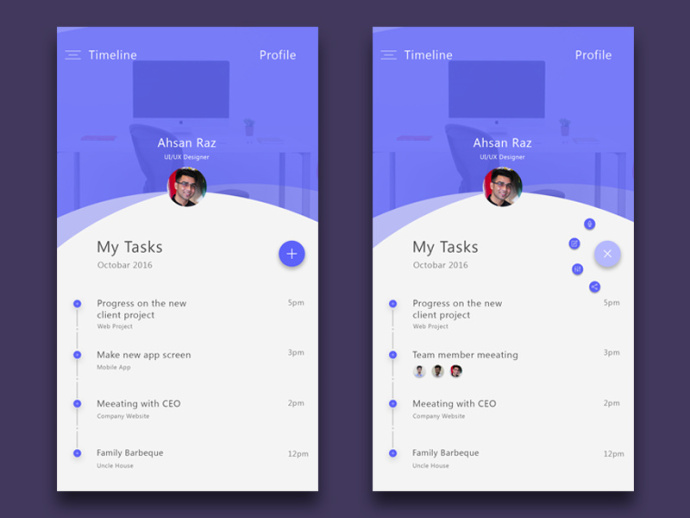 Timeline
Profile
Ahsan Raz
UI/UX Designer
My Tasks
Octobar 2016
Progress on the new
client project
5pm
Web Project
Make new app screen
3pm
Mobile App
Meeating with CEO
2pm
Company Website
Family Barbeque
12pm
Uncle House
Timeline
Profile
Ahsan Raz
UI/UX Designer
My Tasks
Octobar 2016
Progress on the new
client project
5pm
Web Project
Team member meeating
3pm
Meeating with CEO
2pm
Company Website
Family Barbeque
12pm
Uncle House